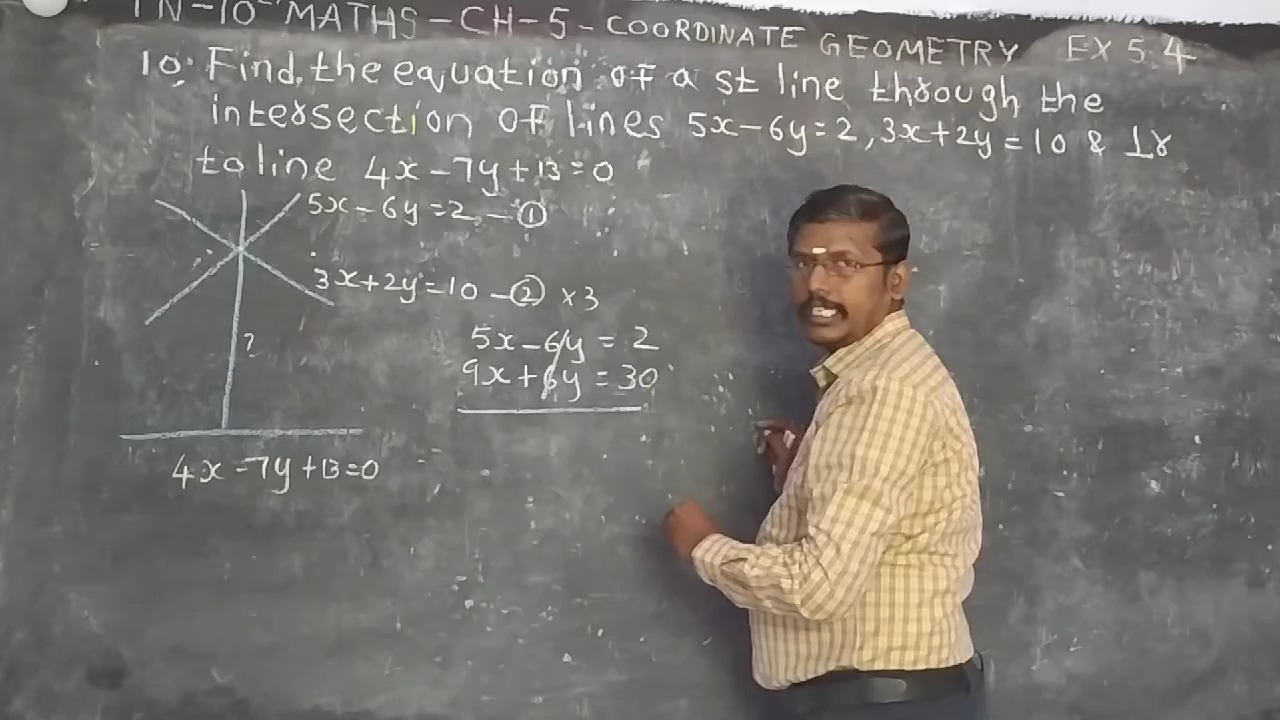 TN-10 MATHS - CH-5 - COORDINATE GEOMETRY EX 5.4
10. Find the equation of a st line through the
intersection of lines 5x-6y=2, 3x+2y=10 & ⊥r
to line 4x-7y+13=0
5x-6y=2 - ①
3x+2y=10 - ② x3
?
5x-6y = 2
9x+6y = 30
4x-7y+13=0